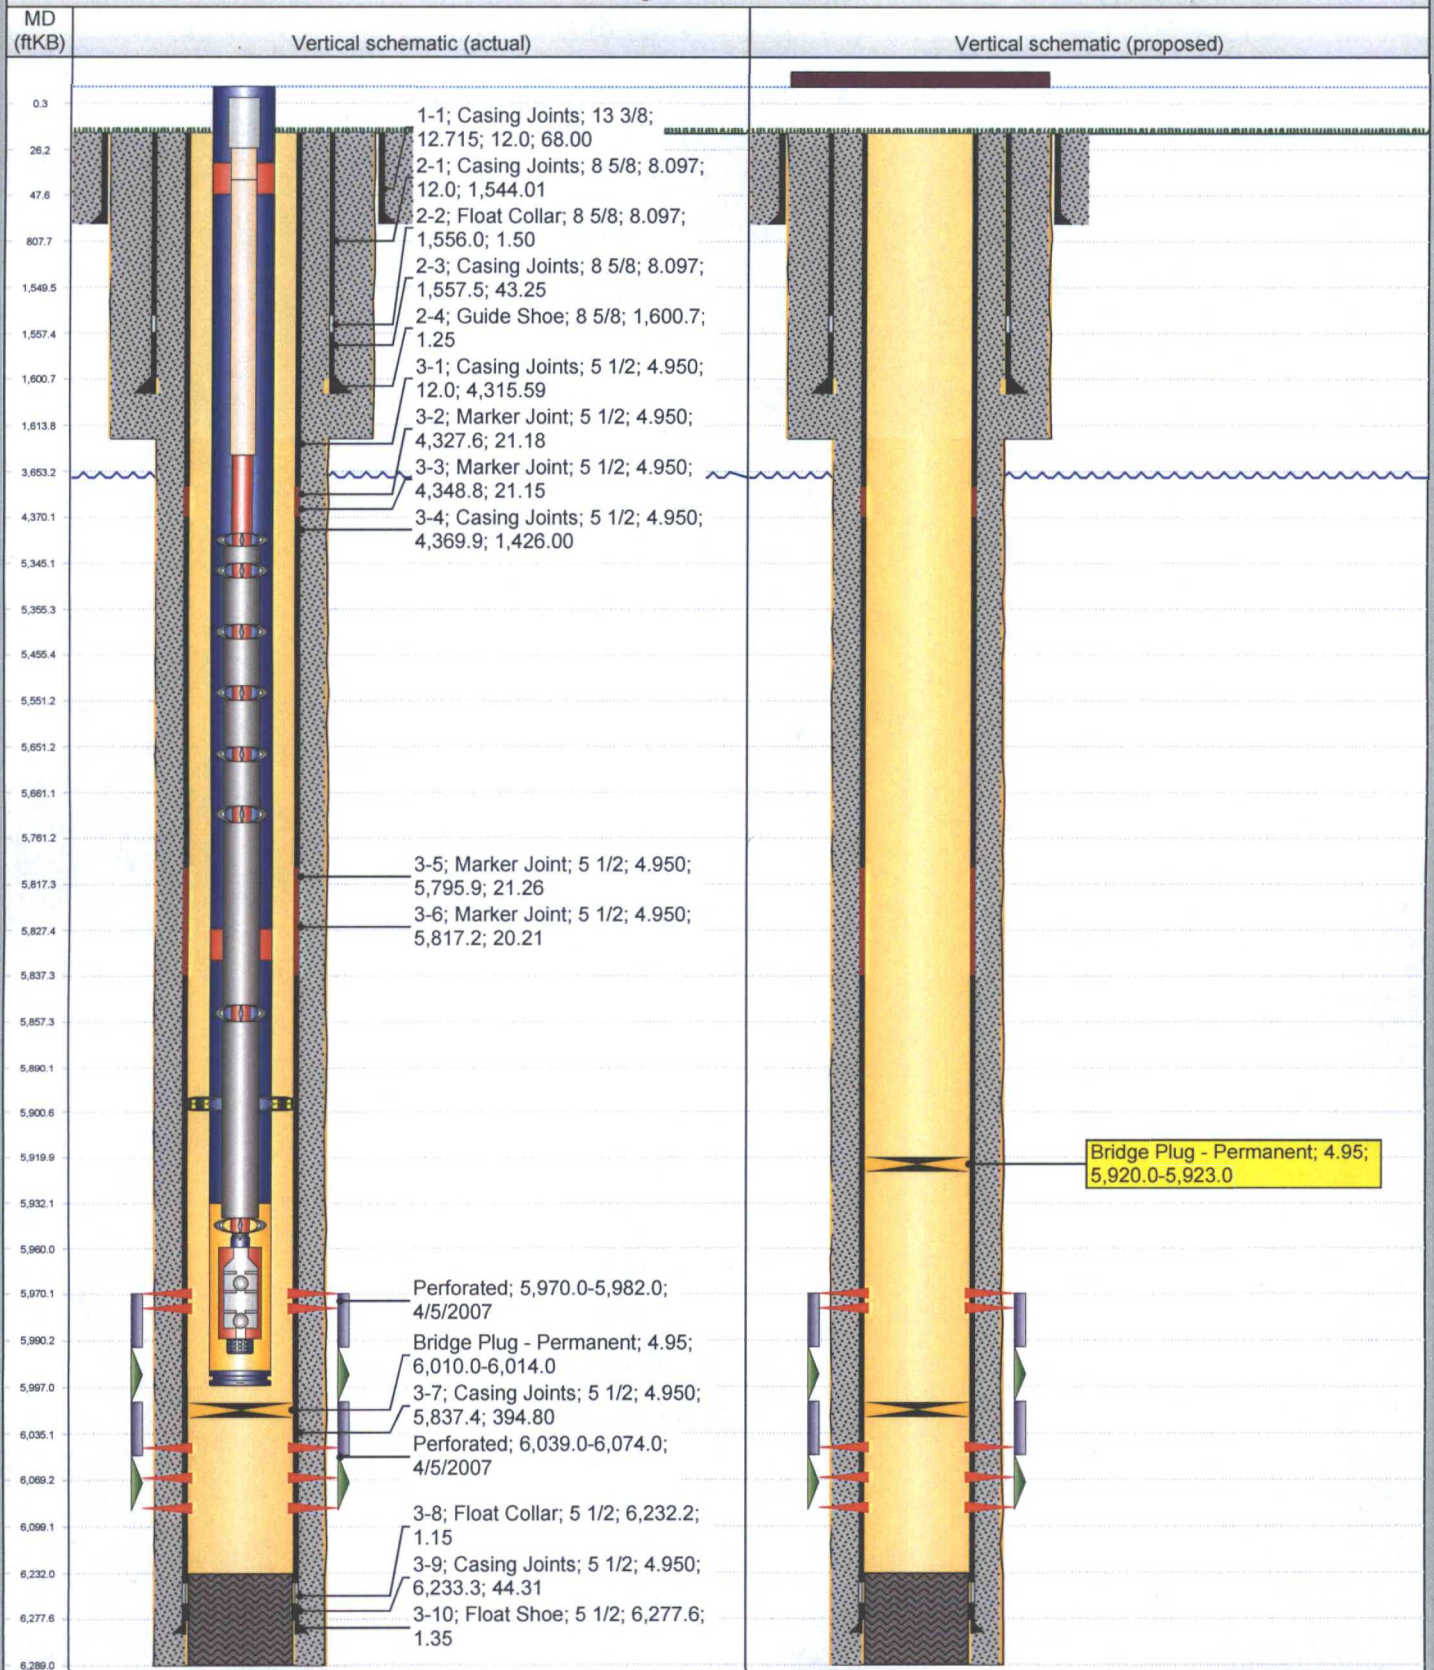 MD
(ftKB)
Vertical schematic (actual)
Vertical schematic (proposed)
0.3
26.2
47.6
807.7
1,549.5
1,557.4
1,600.7
1,613.8
3,653.2
4,370.1
5,345.1
5,355.3
5,455.4
5,551.2
5,651.2
5,661.1
5,761.2
5,817.3
5,827.4
5,837.3
5,857.3
5,890.1
5,900.6
5,919.9
5,932.1
5,960.0
5,970.1
5,990.2
5,997.0
6,035.1
6,069.2
6,099.1
6,232.0
6,277.6
6,289.0
1-1; Casing Joints; 13 3/8;
12.715; 12.0; 68.00
2-1; Casing Joints; 8 5/8; 8.097;
12.0; 1,544.01
2-2; Float Collar; 8 5/8; 8.097;
1,556.0; 1.50
2-3; Casing Joints; 8 5/8; 8.097;
1,557.5; 43.25
2-4; Guide Shoe; 8 5/8; 1,600.7;
1.25
3-1; Casing Joints; 5 1/2; 4.950;
12.0; 4,315.59
3-2; Marker Joint; 5 1/2; 4.950;
4,327.6; 21.18
3-3; Marker Joint; 5 1/2; 4.950;
4,348.8; 21.15
3-4; Casing Joints; 5 1/2; 4.950;
4,369.9; 1,426.00
3-5; Marker Joint; 5 1/2; 4.950;
5,795.9; 21.26
3-6; Marker Joint; 5 1/2; 4.950;
5,817.2; 20.21
Perforated; 5,970.0-5,982.0;
4/5/2007
Bridge Plug - Permanent; 4.95;
6,010.0-6,014.0
3-7; Casing Joints; 5 1/2; 4.950;
5,837.4; 394.80
Perforated; 6,039.0-6,074.0;
4/5/2007
3-8; Float Collar; 5 1/2; 6,232.2;
1.15
3-9; Casing Joints; 5 1/2; 4.950;
6,233.3; 44.31
3-10; Float Shoe; 5 1/2; 6,277.6;
1.35
Bridge Plug - Permanent; 4.95;
5,920.0-5,923.0